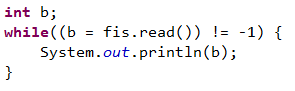 int b;
while((b = fis.read()) != -1) {
    System.out.println(b);
}